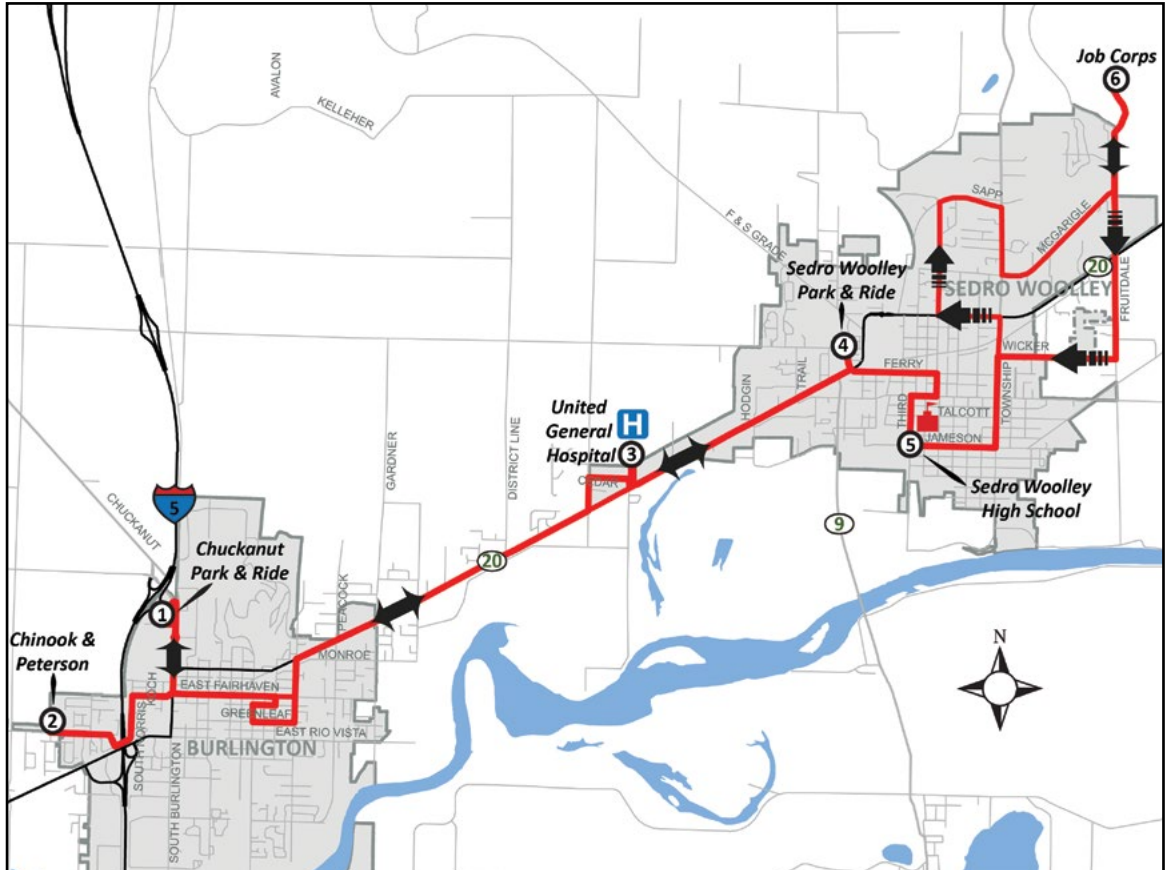 Job Corps
6
AVALON
KELLEHER
SAPP
MCGARIGLE
F & S GRADE
Sedro Woolley
Park & Ride
20
SEDRO WOOLLEY
FRUITDALE
4
WICKER
FERRY
TRAIL
HODGIN
TOWNSHIP
THIRD
TALCOTT
United
General
Hospital
H
3
JAMESON
5
CEDAR
DISTRICT LINE
GARDNER
Sedro Woolley
High School
5
CHUCKANUT
9
Chuckanut
Park & Ride
20
1
PEACOCK
Chinook &
Peterson
MONROE
N
KOCH
EAST FAIRHAVEN
2
GREENLEAF
SOUTH NORRIS
EAST RIO VISTA
BURLINGTON
SOUTH BURLINGTON